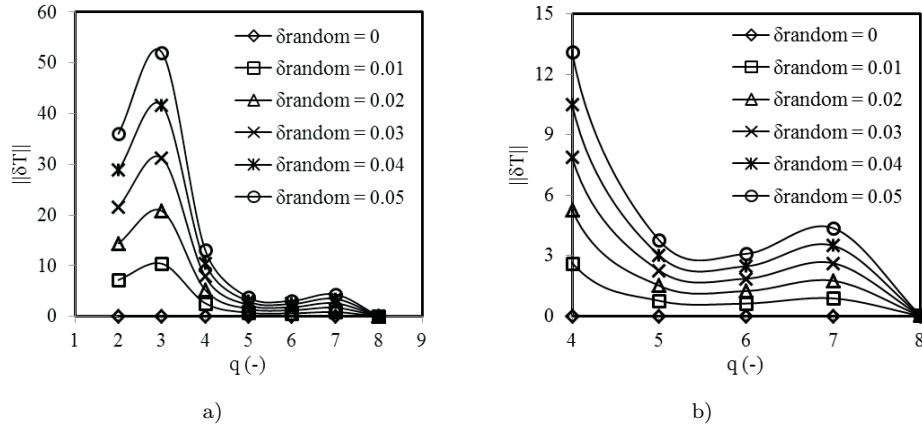 60
50
40
30
20
10
0
||δT||
1 2 3 4 5 6 7 8 9
q (-)
δrandom = 0
δrandom = 0.01
δrandom = 0.02
δrandom = 0.03
δrandom = 0.04
δrandom = 0.05
a)
15
12
9
6
3
0
||δT||
4 5 6 7 8
q (-)
δrandom = 0
δrandom = 0.01
δrandom = 0.02
δrandom = 0.03
δrandom = 0.04
δrandom = 0.05
b)